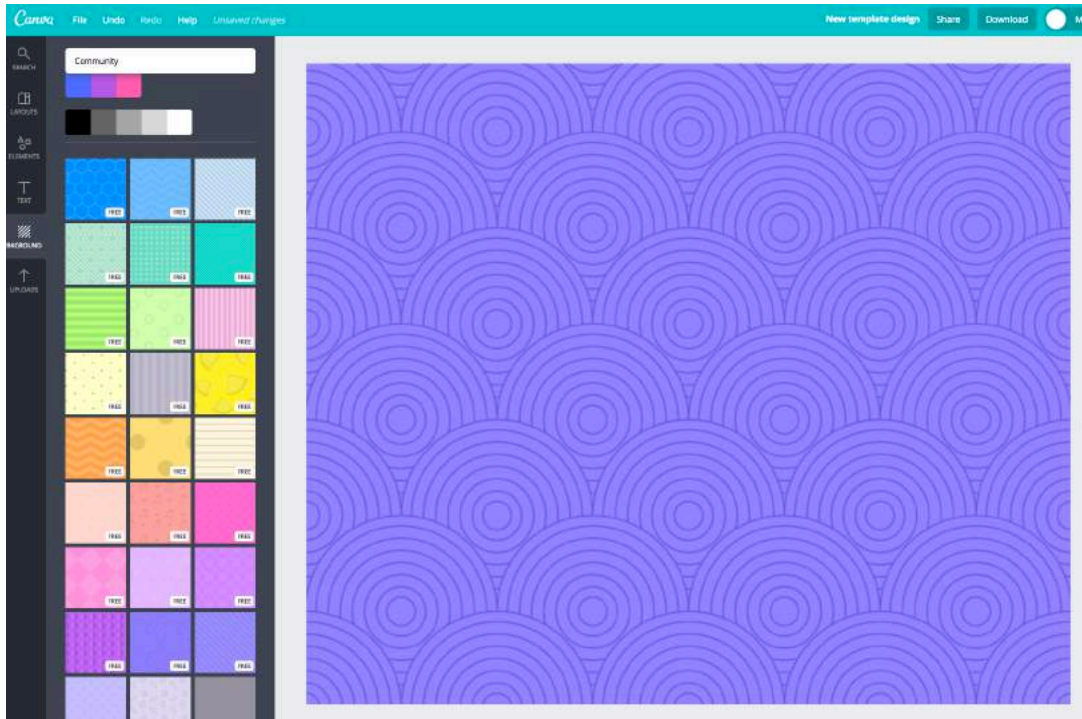 Canva File Undo Redo Help Unsaved changes New template design Share Download M
SEARCH
Community
LAYOUTS
ELEMENTS
TEXT
BKGROUND
UPLOADS
FREE FREE FREE
FREE FREE FREE
FREE FREE FREE
FREE FREE FREE
FREE FREE FREE
FREE FREE FREE
FREE FREE FREE
FREE FREE FREE